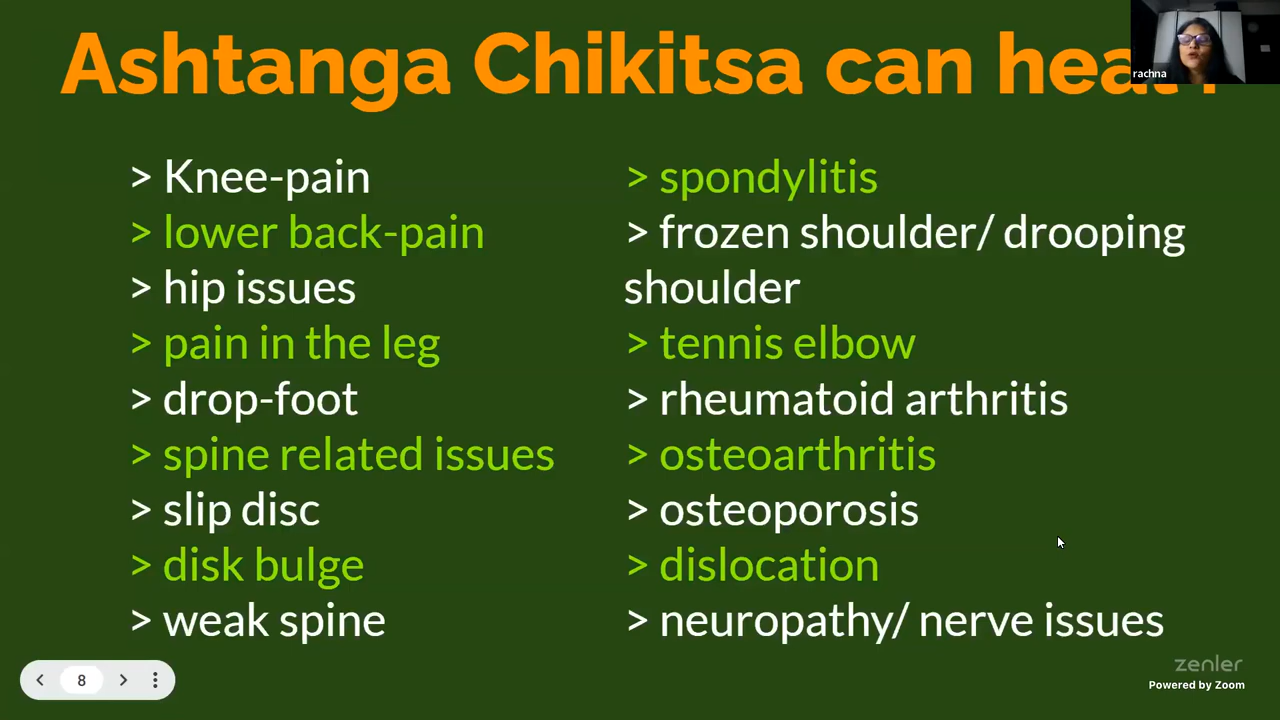 Ashtanga Chikitsa can heal :
rachna
> Knee-pain
> lower back-pain
> hip issues
> pain in the leg
> drop-foot
> spine related issues
> slip disc
> disk bulge
> weak spine
> spondylitis
> frozen shoulder/ drooping
shoulder
> tennis elbow
> rheumatoid arthritis
> osteoarthritis
> osteoporosis
> dislocation
> neuropathy/ nerve issues
8
zenler
Powered by Zoom